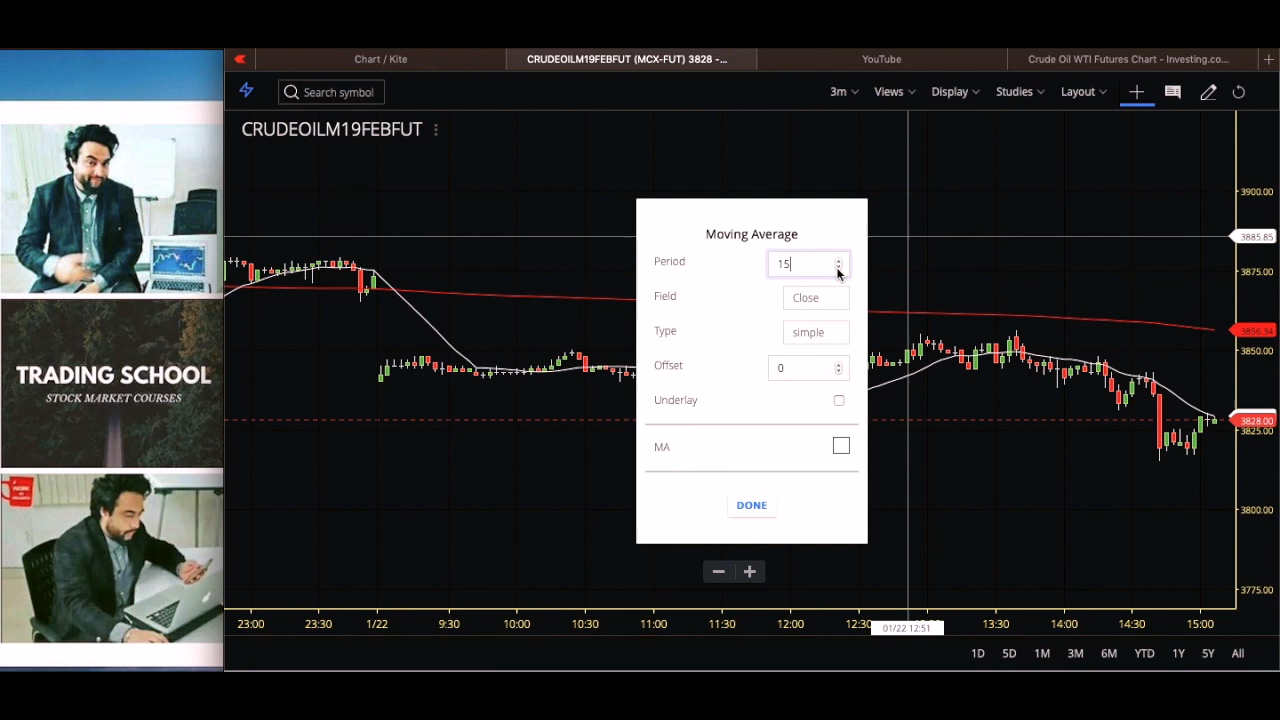 Chart / Kite
CRUDEOILM19FEBFUT (MCX-FUT) 3828 -...
YouTube
Crude Oil WTI Futures Chart - Investing.co...
Search symbol
3m
Views
Display
Studies
Layout
CRUDEOILM19FEBFUT
TRADING SCHOOL
STOCK MARKET COURSES
Moving Average
Period
15
Field
Close
Type
simple
Offset
0
Underlay
MA
DONE
3900.00
3885.85
3875.00
3856.34
3850.00
3828.00
3825.00
3800.00
3775.00
23:00
23:30
1/22
9:30
10:00
10:30
11:00
11:30
12:00
12:30
01/22 12:51
13:30
14:00
14:30
15:00
1D
5D
1M
3M
6M
YTD
1Y
5Y
All